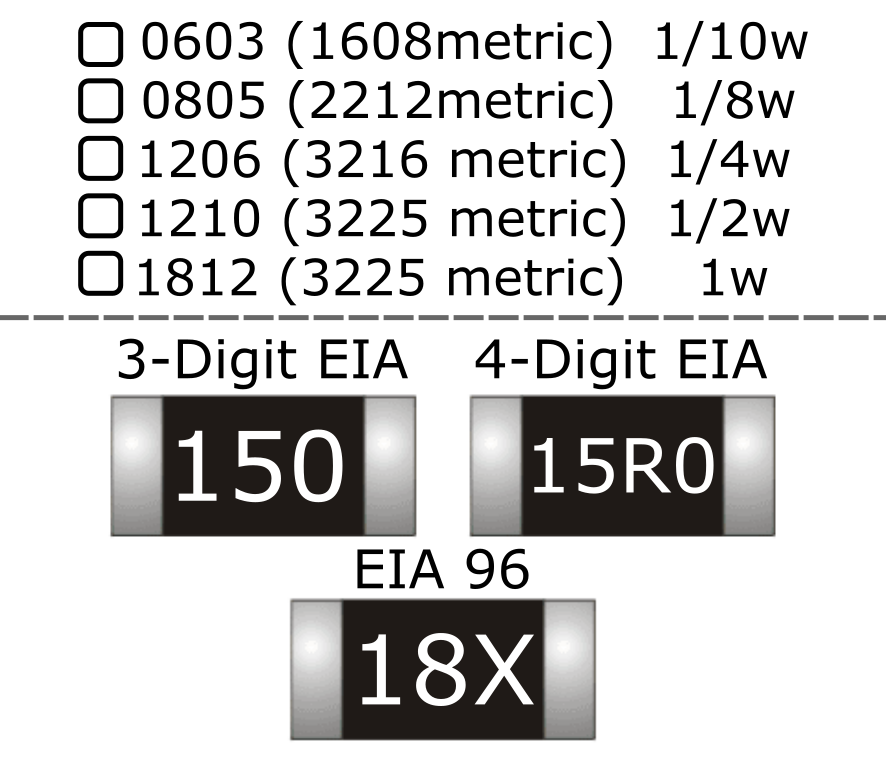 0603 (1608metric) 1/10w
0805 (2212metric) 1/8w
1206 (3216 metric) 1/4w
1210 (3225 metric) 1/2w
1812 (3225 metric) 1w
3-Digit EIA 4-Digit EIA
150 15R0
EIA 96
18X